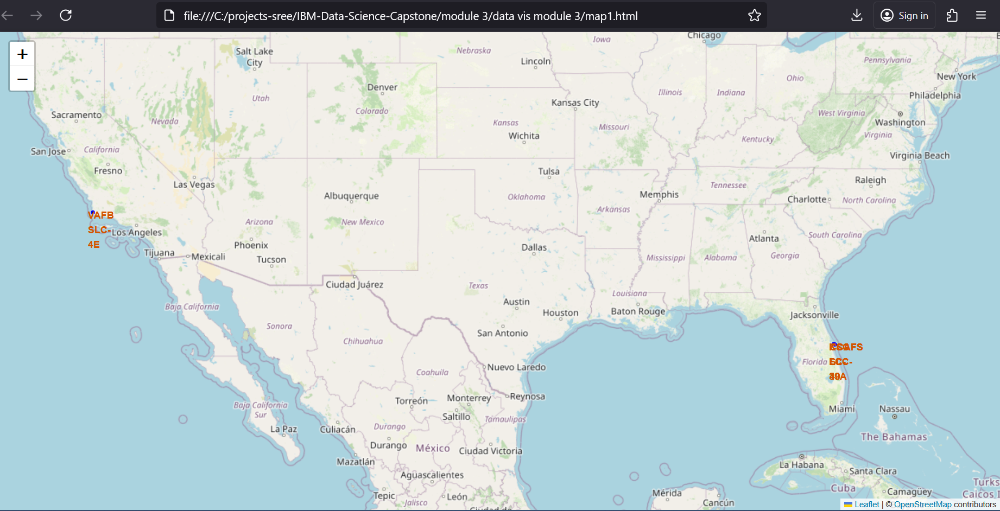 file:///C:/projects-sree/IBM-Data-Science-Capstone/module 3/data vis module 3/map1.html
Sign in
+
−
Chicago
Iowa
Salt Lake
City
Nebraska
Lincoln
Pennsylvania
New York
Ohio
Denver
Illinois
Indiana
Philadelphia
Utah
Kansas City
Colorado
Sacramento
West Virginia
Nevada
Kansas
Washington
Missouri
Wichita
Virginia
Kentucky
San Jose
California
Virginia Beach
Fresno
Tulsa
Raleigh
Las Vegas
Tennessee
Albuquerque
Oklahoma
Memphis
Charlotte
North Carolina
Arkansas
VAFB
SLC-
4E
Arizona
New Mexico
Los Angeles
South Carolina
Atlanta
Phoenix
Dallas
Tijuana
Mexicali
Georgia
Tucson
Mississippi
Alabama
Ciudad Juárez
Texas
Louisiana
Austin
Baja California
Houston
Baton Rouge
Jacksonville
Sonora
San Antonio
Chihuahua
Florida
Nuevo Laredo
Coahuila
Torreón
Monterrey
Reynosa
Baja California
Sur
Miami
Nassau
Saltillo
Tamaulipas
La Paz
Culiacán
Durango
The Bahamas
Durango
México
Ciudad Victoria
Mazatlán
La Habana
Santa Clara
Aguascalientes
Turks
Cuba
Camagüey
Caicos
Tepic
León
Mérida
Jalisco
Cancún
Leaflet | © OpenStreetMap contributors